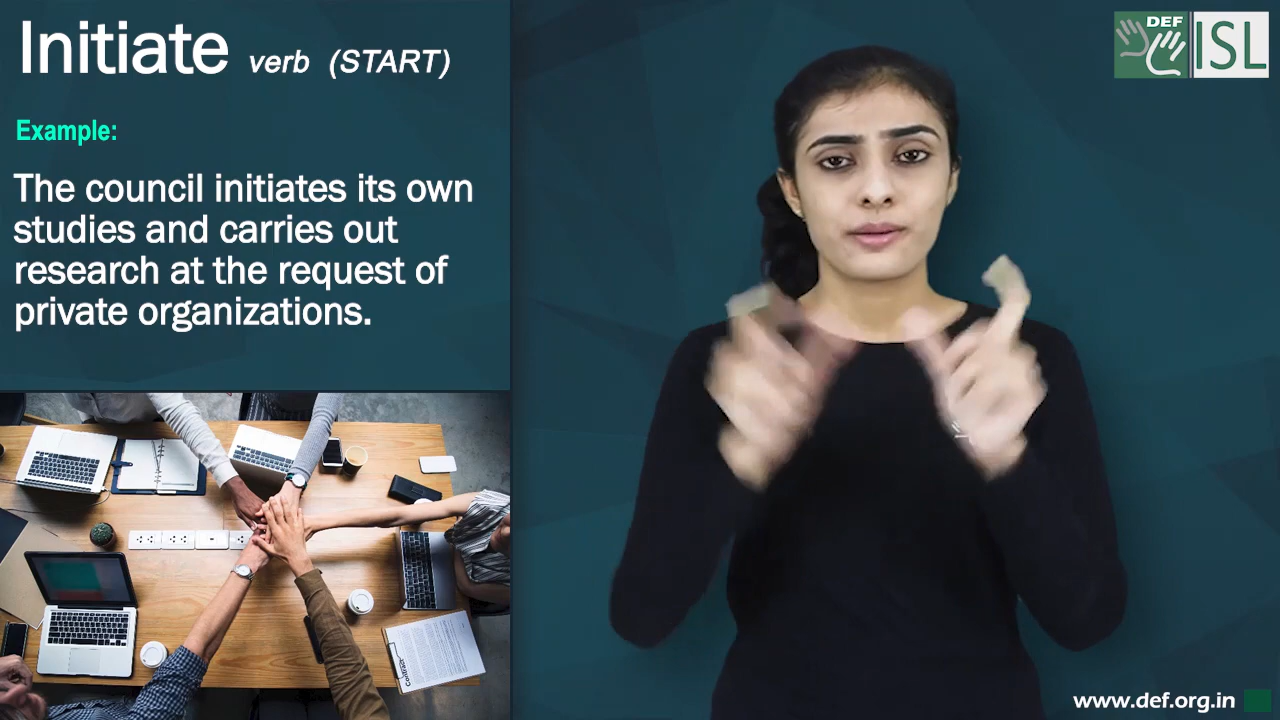 Initiate verb (START)
Example:
The council initiates its own
studies and carries out
research at the request of
private organizations.
DEF
ISL
Contract
www.def.org.in